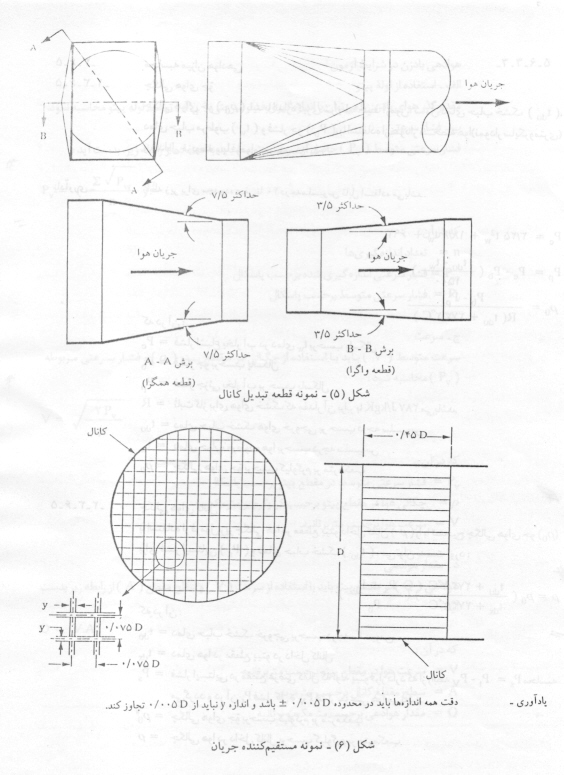 A
A
B
B
جریان هوا
حداکثر ۷/۵
جریان هوا
حداکثر ۷/۵
برش A - A
(قطعه همگرا)
حداکثر ۳/۵
جریان هوا
حداکثر ۳/۵
برش B - B
(قطعه واگرا)
شکل (۵) ـ نمونه قطعه تبدیل کانال
کانال
y
y
۰/۰۷۵ D
۰/۰۷۵ D
۰/۴۵ D
D
کانال
یادآوری ـ دقت همه اندازه‌ها باید در محدوده ۰/۰۰۵ D ± باشد و اندازه y نباید از ۰/۰۰۵ D تجاوز کند.
شکل (۶) ـ نمونه مستقیم‌کننده جریان